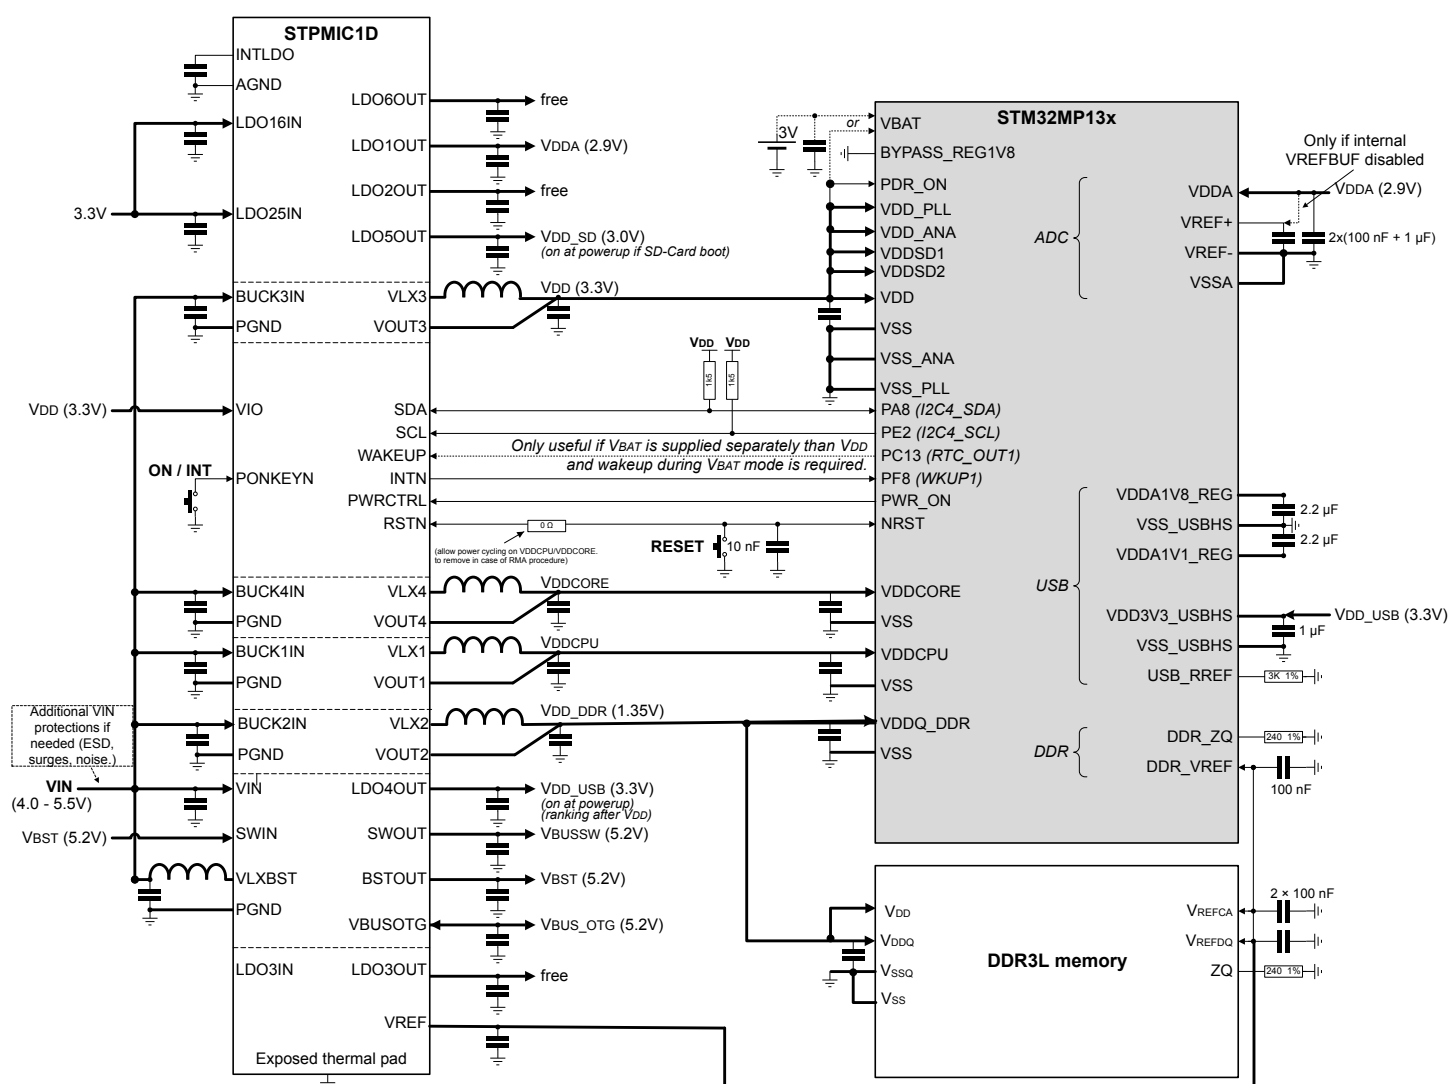 STPMIC1D
INTLDO
AGND
LDO6OUT
free
LDO16IN
LDO1OUT
VDDA (2.9V)
LDO2OUT
free
3.3V
LDO25IN
LDO5OUT
VDD_SD (3.0V)
(on at powerup if SD-Card boot)
BUCK3IN
VLX3
VDD (3.3V)
PGND
VOUT3
VDD
VDD
1k5
1k5
VDD (3.3V)
VIO
SDA
SCL
WAKEUP
Only useful if VBAT is supplied separately than VDD
and wakeup during VBAT mode is required.
ON / INT
PONKEYN
INTN
PWRCTRL
RSTN
0 Ω
(allow power cycling on VDDCPU/VDDCORE.
to remove in case of RMA procedure)
RESET
10 nF
BUCK4IN
VLX4
VDDCORE
PGND
VOUT4
BUCK1IN
VLX1
VDDCPU
PGND
VOUT1
Additional VIN
protections if
needed (ESD,
surges, noise.)
BUCK2IN
VLX2
VDD_DDR (1.35V)
PGND
VOUT2
VIN
(4.0 - 5.5V)
VIN
LDO4OUT
VDD_USB (3.3V)
(on at powerup)
(ranking after VDD)
VBST (5.2V)
SWIN
SWOUT
VBUSSW (5.2V)
VLXBST
BSTOUT
VBST (5.2V)
PGND
VBUSOTG
VBUS_OTG (5.2V)
LDO3IN
LDO3OUT
free
VREF
Exposed thermal pad
STM32MP13x
3V
or
VBAT
BYPASS_REG1V8
PDR_ON
VDD_PLL
VDD_ANA
VDDSD1
VDDSD2
VDD
VSS
VSS_ANA
VSS_PLL
PA8 (I2C4_SDA)
PE2 (I2C4_SCL)
PC13 (RTC_OUT1)
PF8 (WKUP1)
PWR_ON
NRST
VDDCORE
VSS
VDDCPU
VSS
VDDQ_DDR
VSS
ADC
Only if internal
VREFBUF disabled
VDDA
VDDA (2.9V)
VREF+
2x(100 nF + 1 µF)
VREF-
VSSA
USB
VDDA1V8_REG
2.2 µF
VSS_USBHS
2.2 µF
VDDA1V1_REG
VDD3V3_USBHS
VDD_USB (3.3V)
1 µF
VSS_USBHS
USB_RREF
3K 1%
DDR
DDR_ZQ
240 1%
DDR_VREF
100 nF
DDR3L memory
VDD
VDDQ
VSSQ
VSS
2 × 100 nF
VREFCA
VREFDQ
ZQ
240 1%